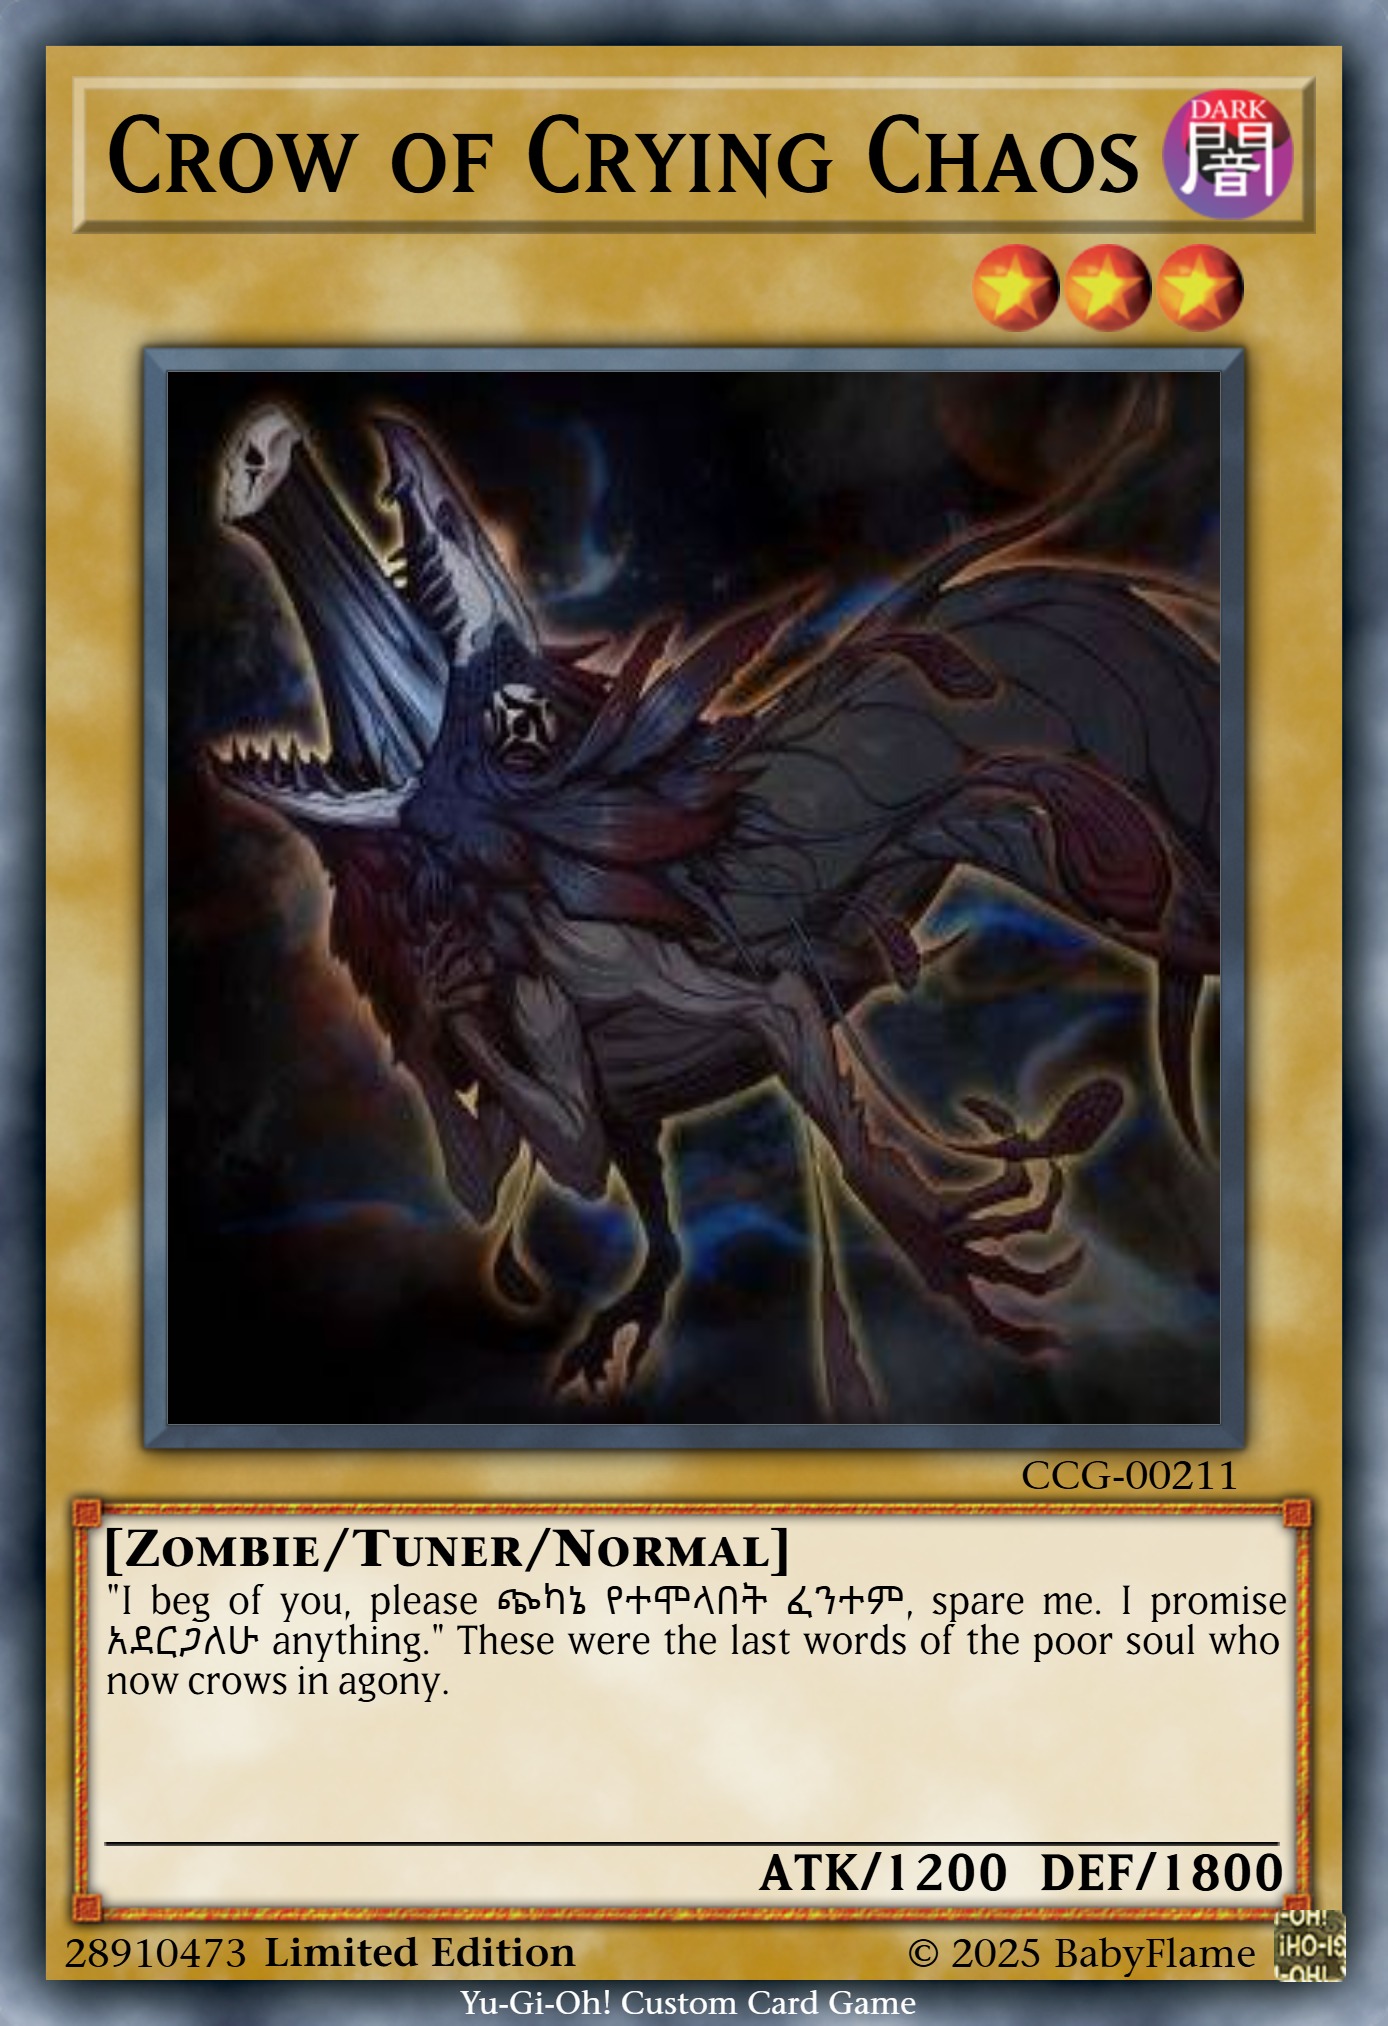 Crow of Crying Chaos
DARK
闇
CCG-00211
[Zombie/Tuner/Normal]
"I beg of you, please ጭካኔ የተሞላበት ፈንተም, spare me. I promise
አደርጋለሁ anything." These were the last words of the poor soul who
now crows in agony.
ATK/1200 DEF/1800
28910473 Limited Edition
© 2025 BabyFlame
Yu-Gi-Oh! Custom Card Game